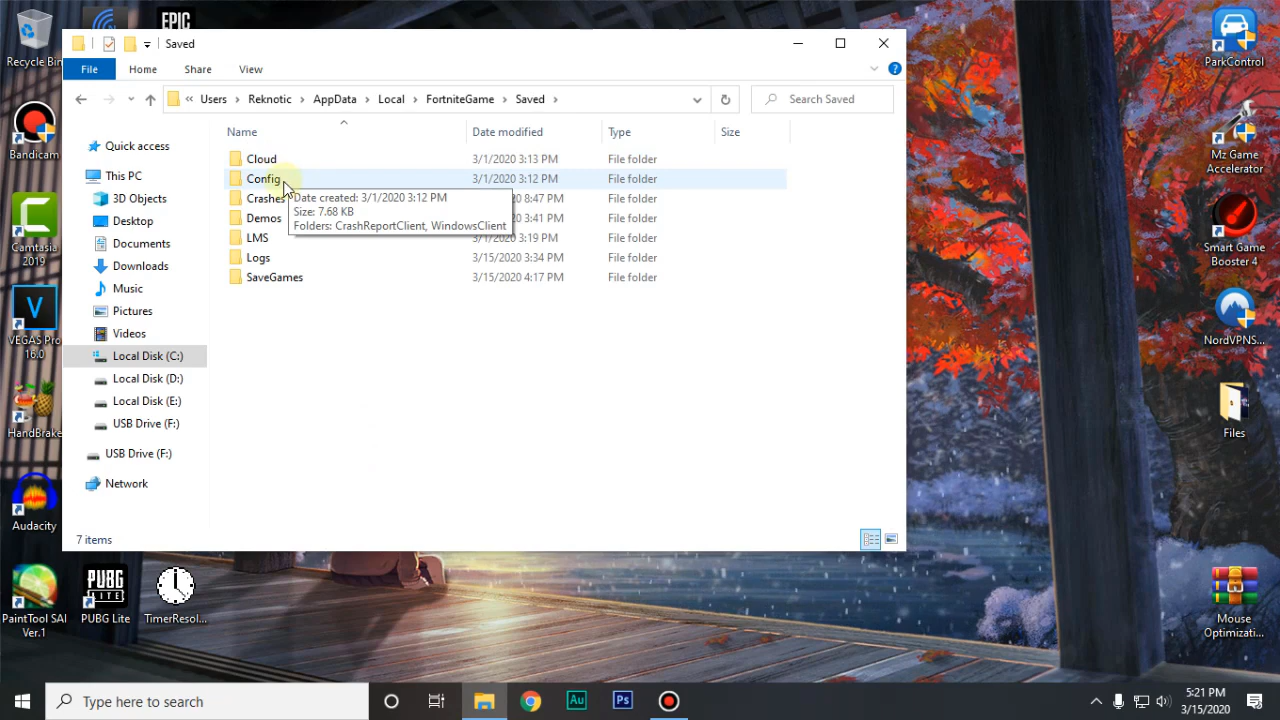 Recycle Bin
EPIC
Saved
File
Home
Share
View
Users
Reknotic
AppData
Local
FortniteGame
Saved
Search Saved
Name
Date modified
Type
Size
Cloud
3/1/2020 3:13 PM
File folder
Config
3/1/2020 3:12 PM
File folder
Crashes
8:47 PM
File folder
Demos
3:41 PM
File folder
LMS
3/1/2020 3:19 PM
File folder
Logs
3/15/2020 3:34 PM
File folder
SaveGames
3/15/2020 4:17 PM
File folder
Date created: 3/1/2020 3:12 PM
Size: 7.68 KB
Folders: CrashReportClient, WindowsClient
Quick access
This PC
3D Objects
Desktop
Documents
Downloads
Music
Pictures
Videos
Local Disk (C:)
Local Disk (D:)
Local Disk (E:)
USB Drive (F:)
USB Drive (F:)
Network
7 items
Bandicam
Camtasia
2019
VEGAS Pro
16.0
HandBrake
Audacity
PaintTool SAI
Ver.1
PUBG
LITE
PUBG Lite
TimerResol...
ParkControl
Mz Game
Accelerator
Smart Game
Booster 4
NordVPNS...
Files
Mouse
Optimizati...
Type here to search
Au
Ps
5:21 PM
3/15/2020